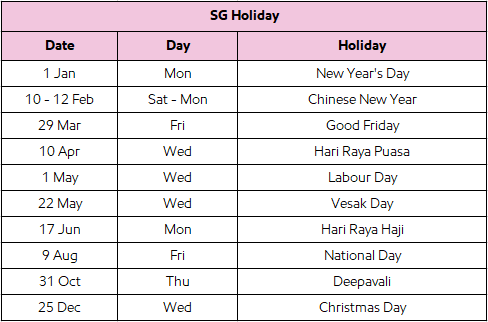 SG Holiday
Date Day Holiday
1 Jan Mon New Year's Day
10 - 12 Feb Sat - Mon Chinese New Year
29 Mar Fri Good Friday
10 Apr Wed Hari Raya Puasa
1 May Wed Labour Day
22 May Wed Vesak Day
17 Jun Mon Hari Raya Haji
9 Aug Fri National Day
31 Oct Thu Deepavali
25 Dec Wed Christmas Day